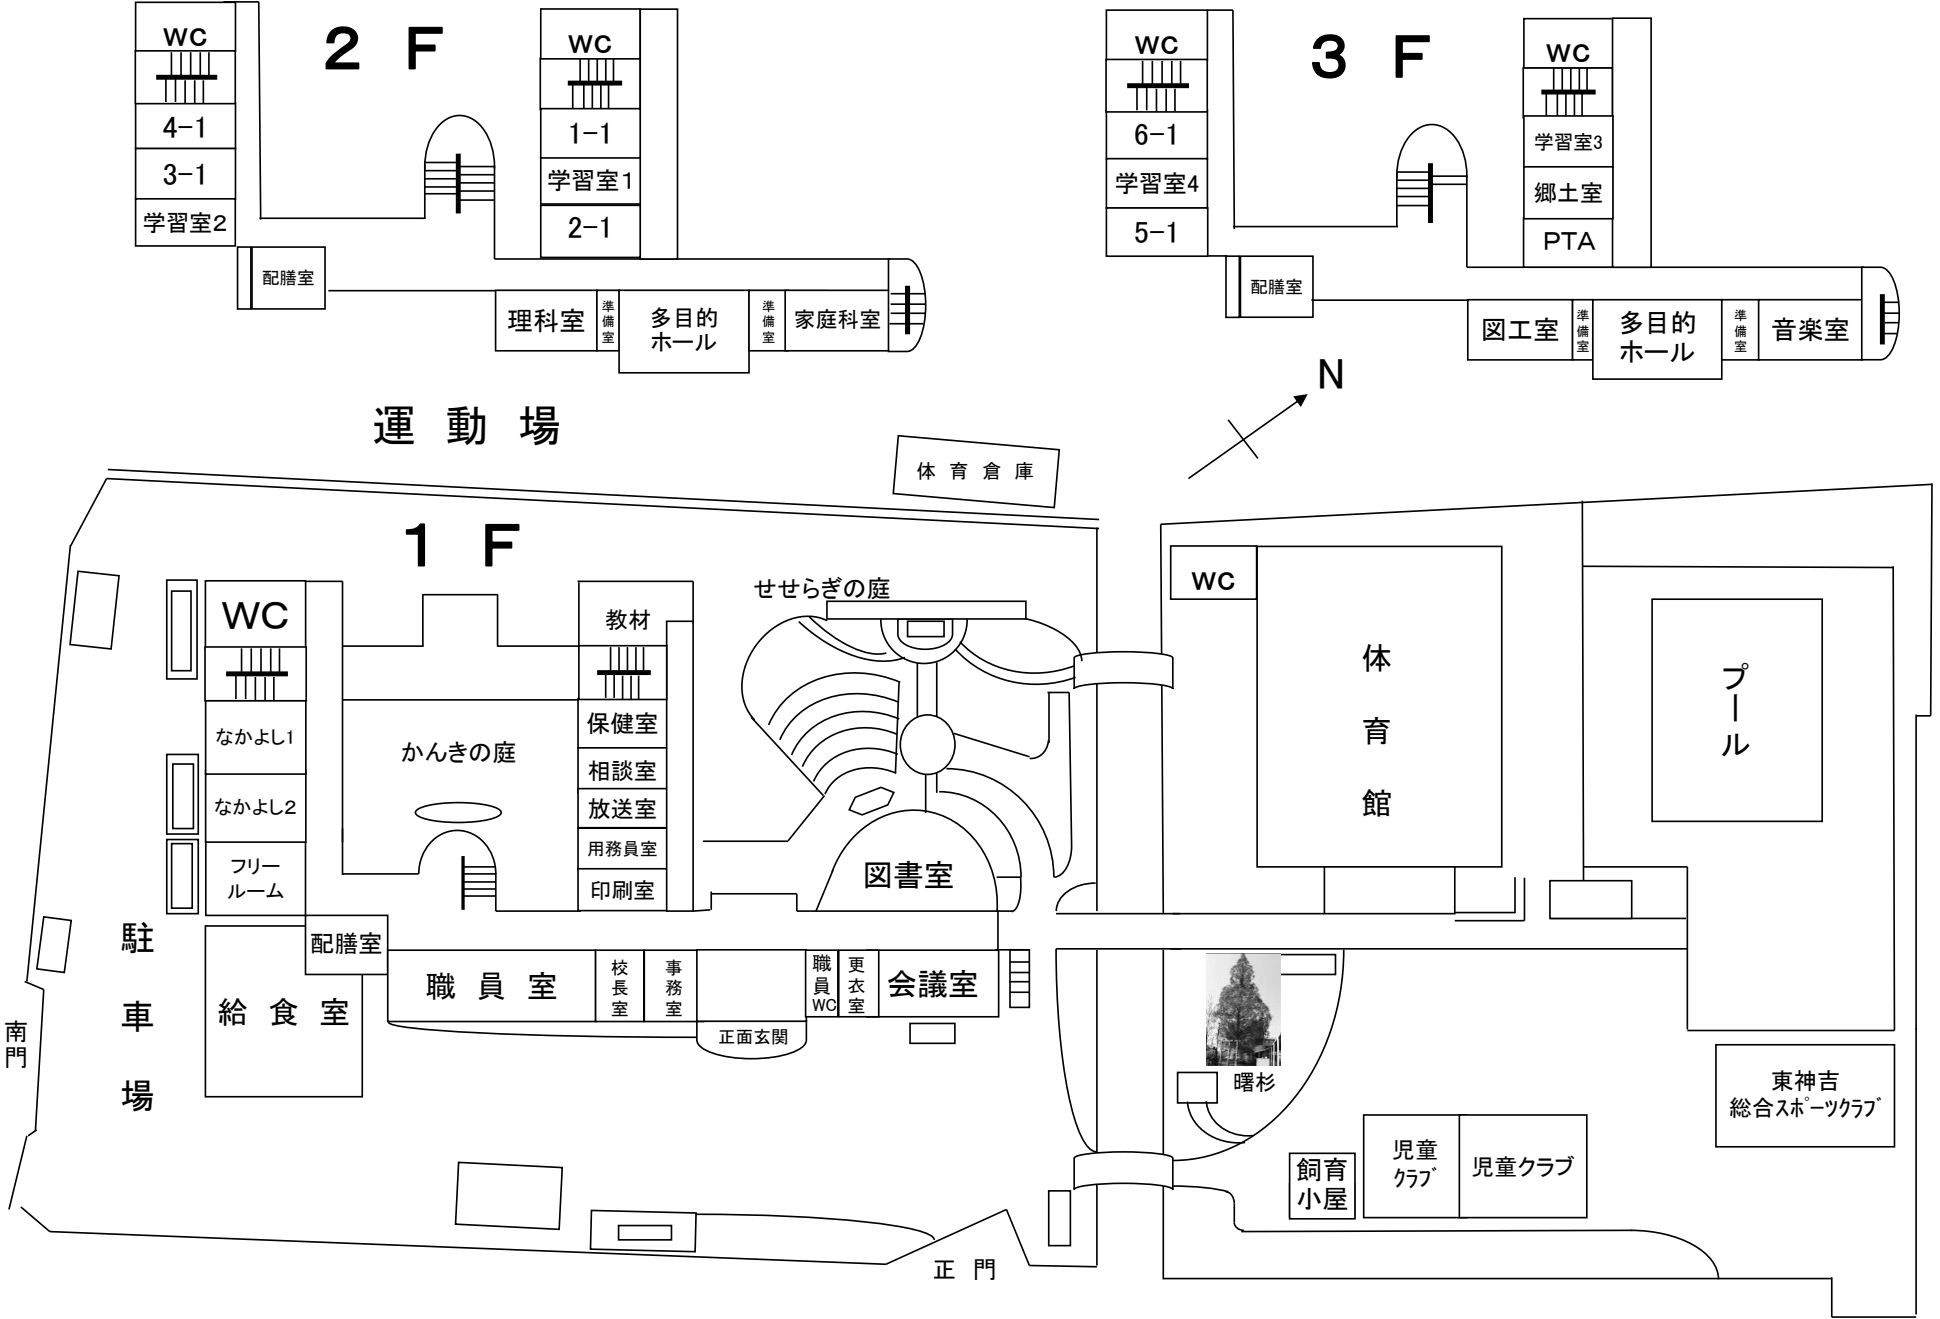 2 F
WC
4-1
3-1
学習室2
配膳室
WC
1-1
学習室1
2-1
理科室
準備室
多目的
ホール
準備室
家庭科室
3 F
WC
6-1
学習室4
5-1
配膳室
WC
学習室3
郷土室
PTA
図工室
準備室
多目的
ホール
準備室
音楽室
N
運 動 場
体 育 倉 庫
1 F
WC
なかよし1
なかよし2
フリー
ルーム
配膳室
給 食 室
駐 車 場
南門
かんきの庭
教材
保健室
相談室
放送室
用務員室
印刷室
せせらぎの庭
図書室
職 員 室
校長室
事務室
正面玄関
職員WC
更衣室
会議室
正 門
WC
体 育 館
プール
曙杉
飼育
小屋
児童
クラブ
児童クラブ
東神吉
総合スポーツクラブ